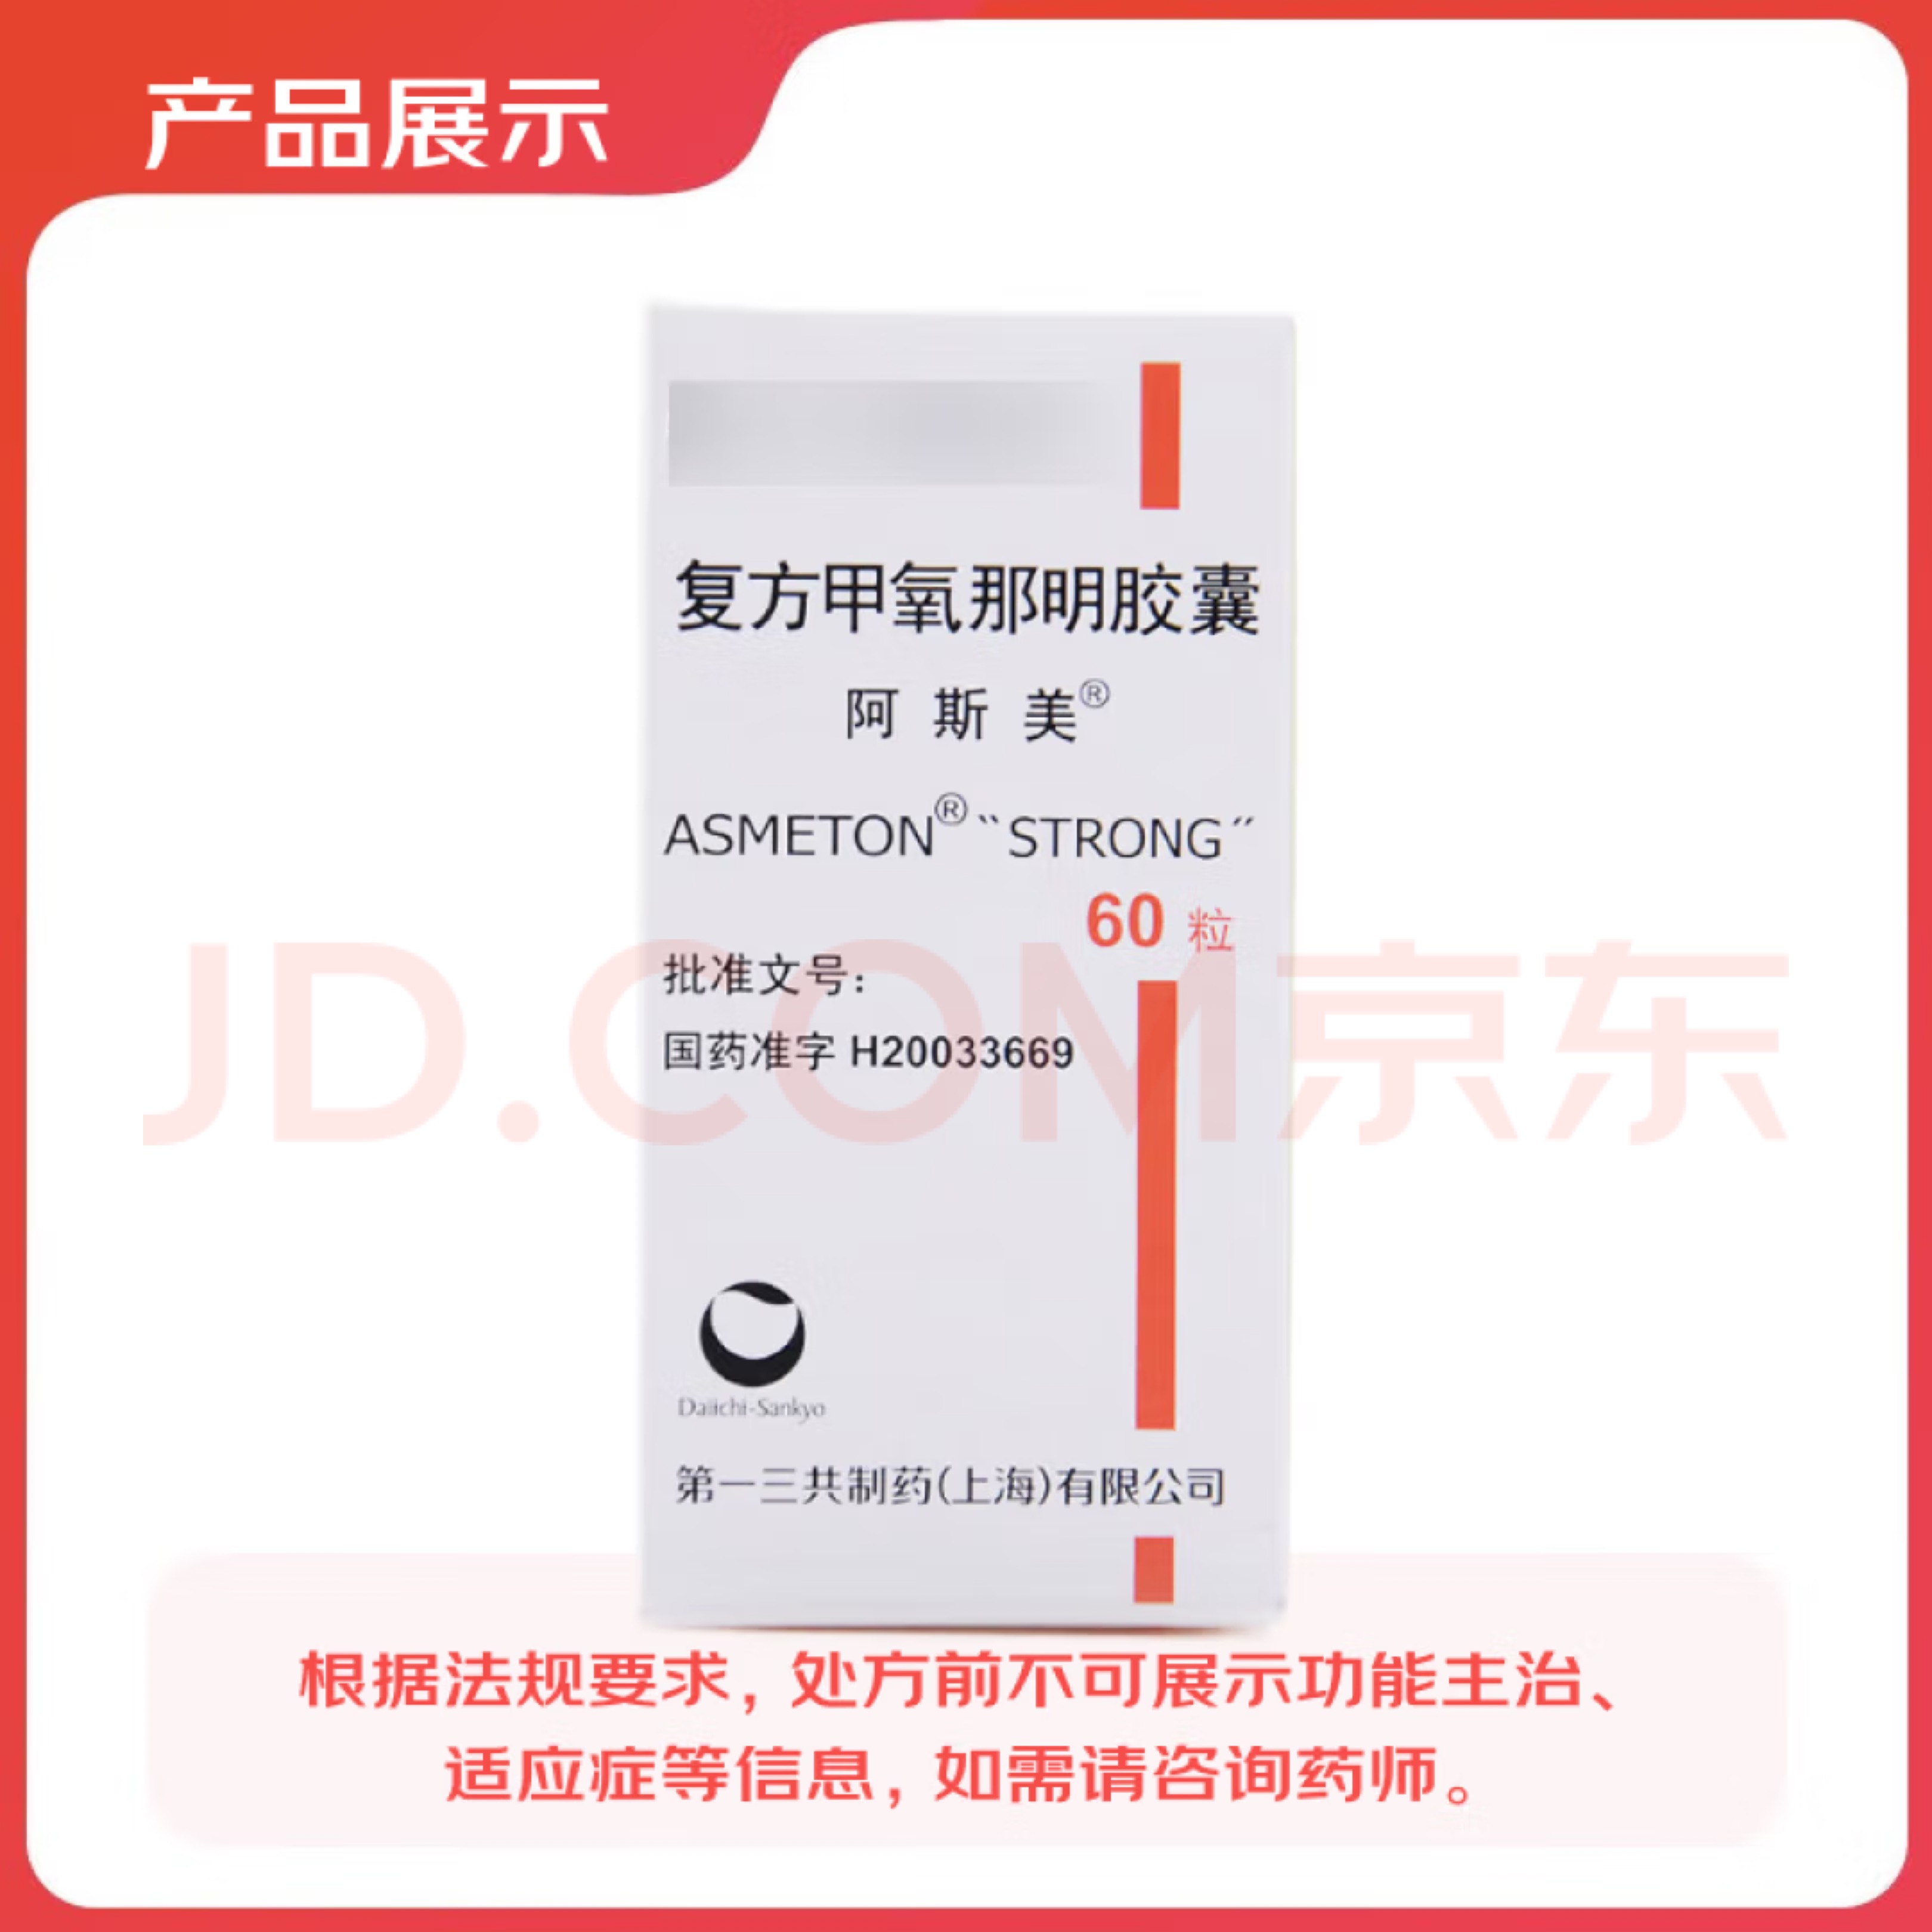 产品展示
复方甲氧那明胶囊
阿斯美®
ASMETON® “STRONG”
60 粒
批准文号：
国药准字 H20033669
JD.COM京东
Daiichi-Sankyo
第一三共制药(上海)有限公司
根据法规要求，处方前不可展示功能主治、
适应症等信息，如需请咨询药师。